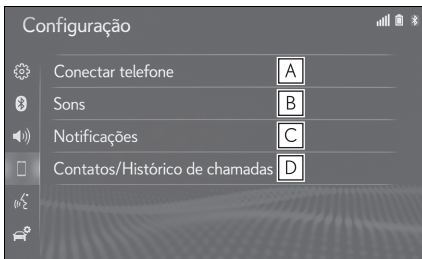 Configuração
Conectar telefone A
Sons B
Notificações C
Contatos/Histórico de chamadas D